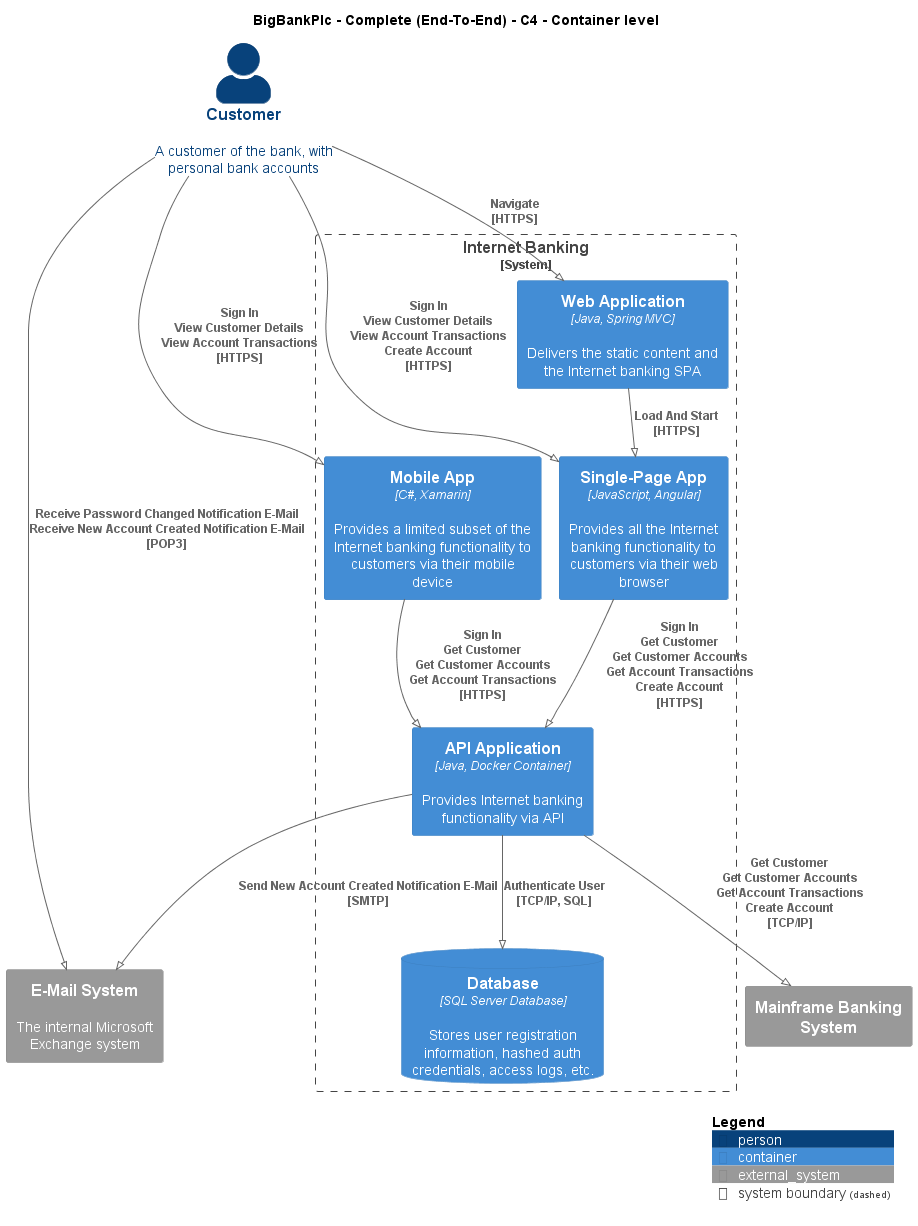 BigBankPlc - Complete (End-To-End) - C4 - Container level
Customer
A customer of the bank, with
personal bank accounts
Navigate
[HTTPS]
Internet Banking
[System]
Web Application
[Java, Spring MVC]
Delivers the static content and
the Internet banking SPA
Sign In
View Customer Details
View Account Transactions
[HTTPS]
Sign In
View Customer Details
View Account Transactions
Create Account
[HTTPS]
Load And Start
[HTTPS]
Mobile App
[C#, Xamarin]
Provides a limited subset of the
Internet banking functionality to
customers via their mobile
device
Single-Page App
[JavaScript, Angular]
Provides all the Internet
banking functionality to
customers via their web
browser
Receive Password Changed Notification E-Mail
Receive New Account Created Notification E-Mail
[POP3]
Sign In
Get Customer
Get Customer Accounts
Get Account Transactions
[HTTPS]
Sign In
Get Customer
Get Customer Accounts
Get Account Transactions
Create Account
[HTTPS]
API Application
[Java, Docker Container]
Provides Internet banking
functionality via API
Send New Account Created Notification E-Mail
[SMTP]
Authenticate User
[TCP/IP, SQL]
Get Customer
Get Customer Accounts
Get Account Transactions
Create Account
[TCP/IP]
E-Mail System
The internal Microsoft
Exchange system
Database
[SQL Server Database]
Stores user registration
information, hashed auth
credentials, access logs, etc.
Mainframe Banking
System
Legend
person
container
external_system
system boundary (dashed)